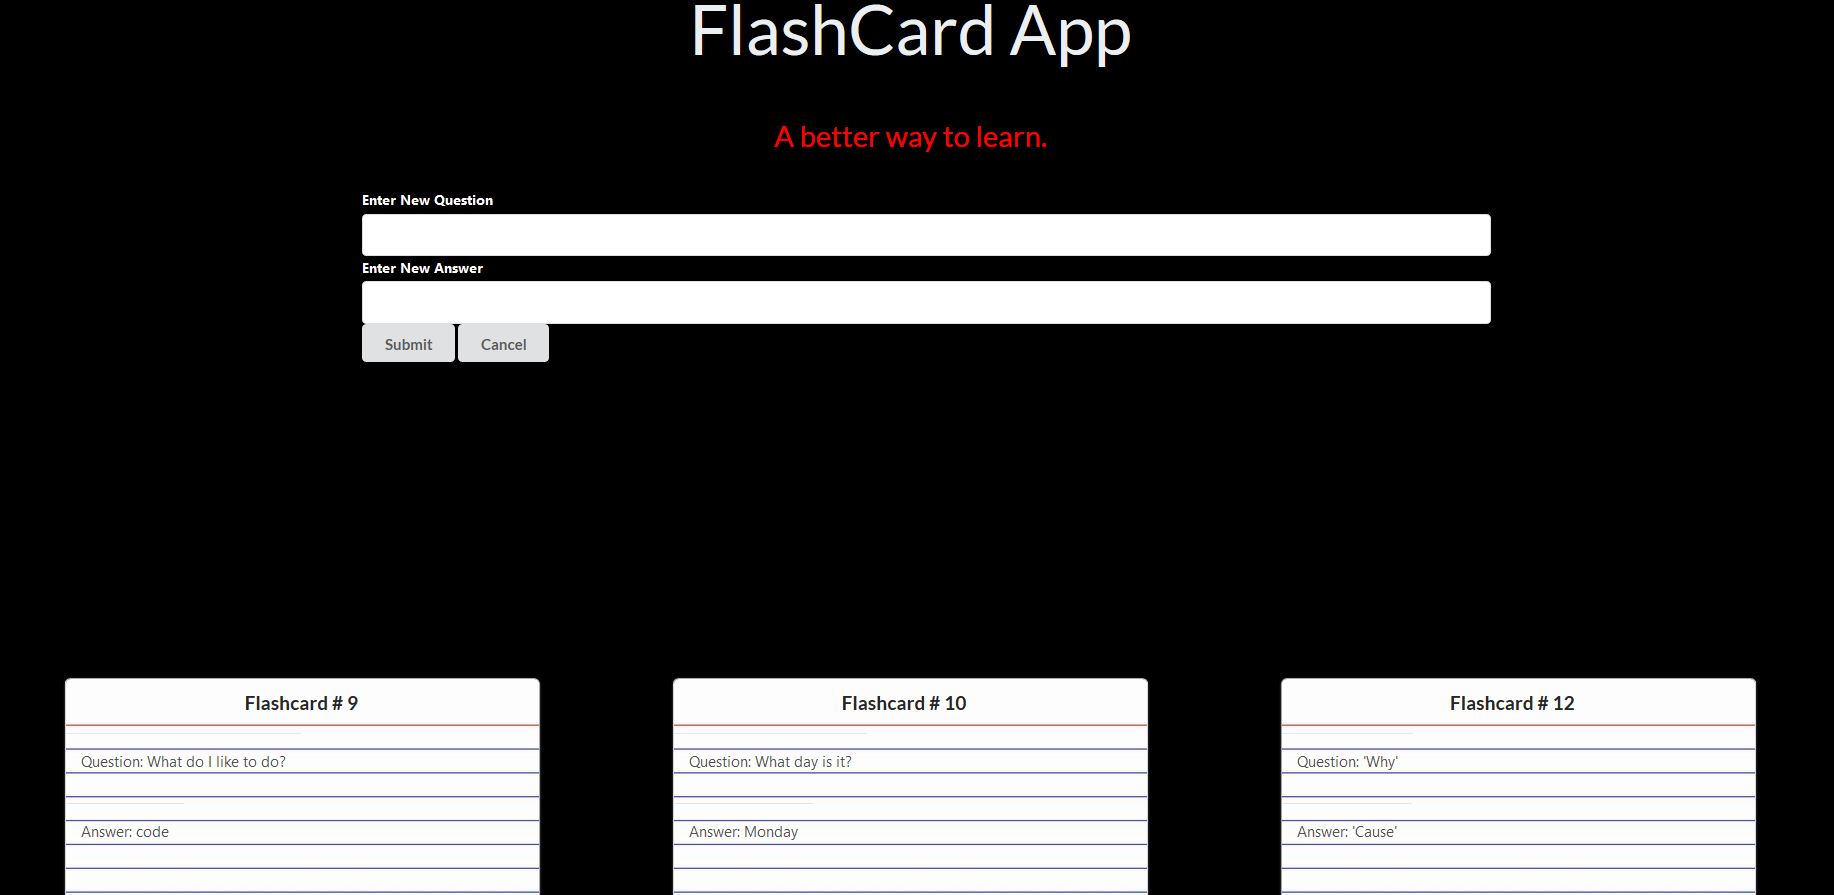 FlashCard App
A better way to learn.
Enter New Question
Enter New Answer
Submit Cancel
Flashcard # 9
Question: What do I like to do?
Answer: code
Flashcard # 10
Question: What day is it?
Answer: Monday
Flashcard # 12
Question: 'Why'
Answer: 'Cause'